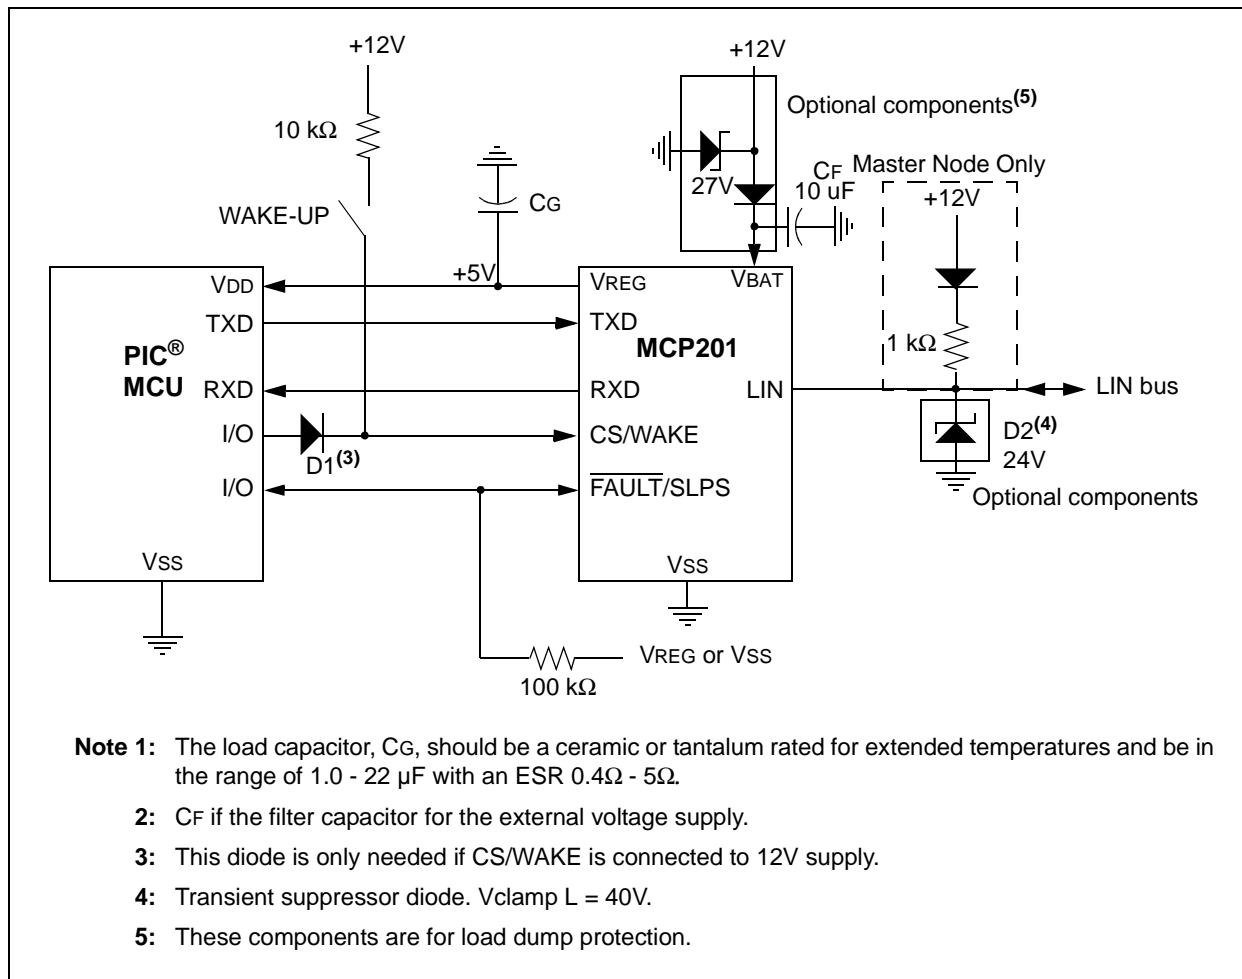 +12V
+12V
Optional components(5)
10 kΩ
27V
CF
10 uF
Master Node Only
+12V
CG
WAKE-UP
+5V
VDD
VREG
VBAT
TXD
TXD
PIC®
MCU
MCP201
1 kΩ
RXD
RXD
LIN
LIN bus
I/O
D1(3)
CS/WAKE
D2(4)
24V
I/O
FAULT/SLPS
Optional components
VSS
VSS
VREG or VSS
100 kΩ
Note 1: The load capacitor, CG, should be a ceramic or tantalum rated for extended temperatures and be in
the range of 1.0 - 22 µF with an ESR 0.4Ω - 5Ω.
2: CF if the filter capacitor for the external voltage supply.
3: This diode is only needed if CS/WAKE is connected to 12V supply.
4: Transient suppressor diode. Vclamp L = 40V.
5: These components are for load dump protection.